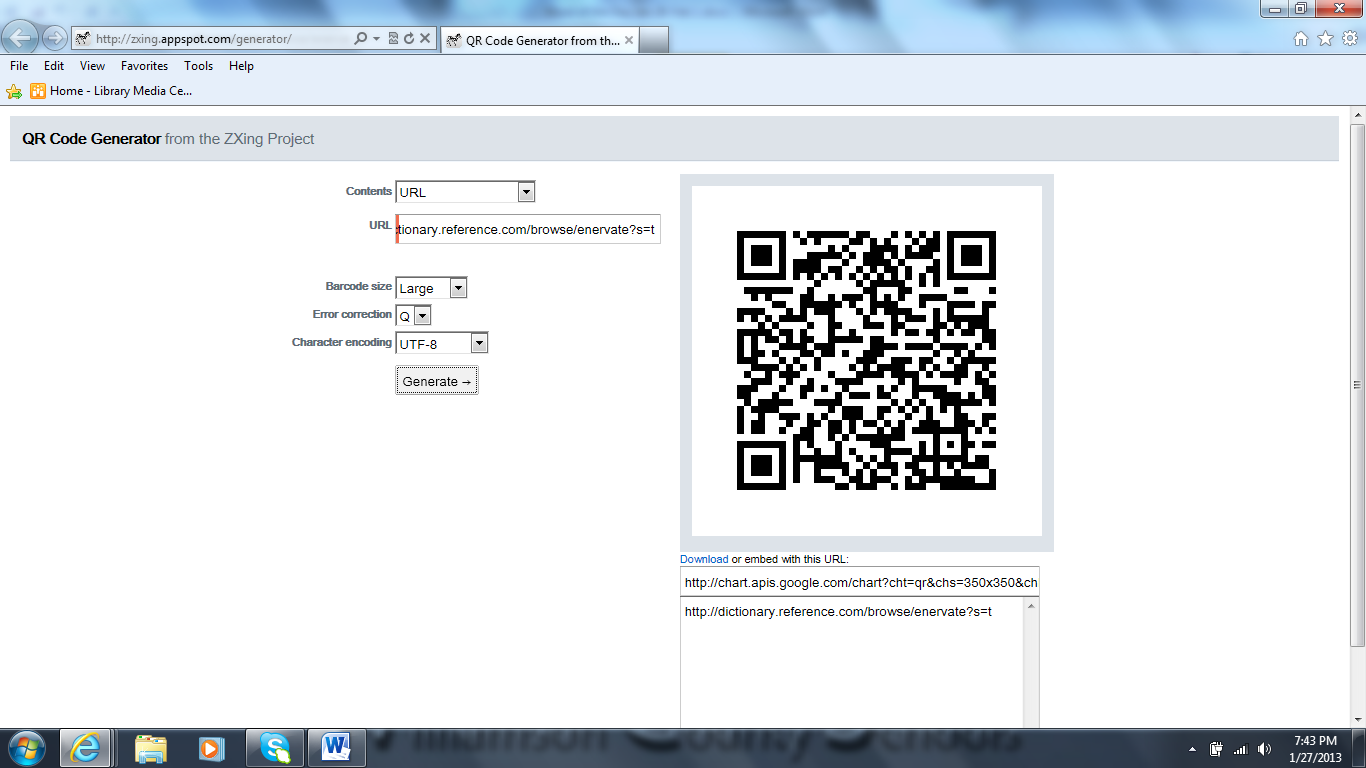 http://zxing.appspot.com/generator/
QR Code Generator from th...
File Edit View Favorites Tools Help
Home - Library Media Ce...
QR Code Generator from the ZXing Project
Contents URL
URL tionary.reference.com/browse/enervate?s=t
Barcode size Large
Error correction Q
Character encoding UTF-8
Generate →
Download or embed with this URL:
http://chart.apis.google.com/chart?cht=qr&chs=350x350&ch
http://dictionary.reference.com/browse/enervate?s=t
7:43 PM
1/27/2013